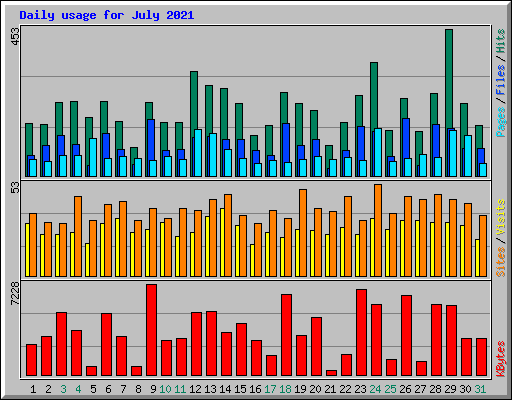 Daily usage for July 2021
453
Pages / Files / Hits
53
Sites / Visits
7228
KBytes
1 2 3 4 5 6 7 8 9 10 11 12 13 14 15 16 17 18 19 20 21 22 23 24 25 26 27 28 29 30 31